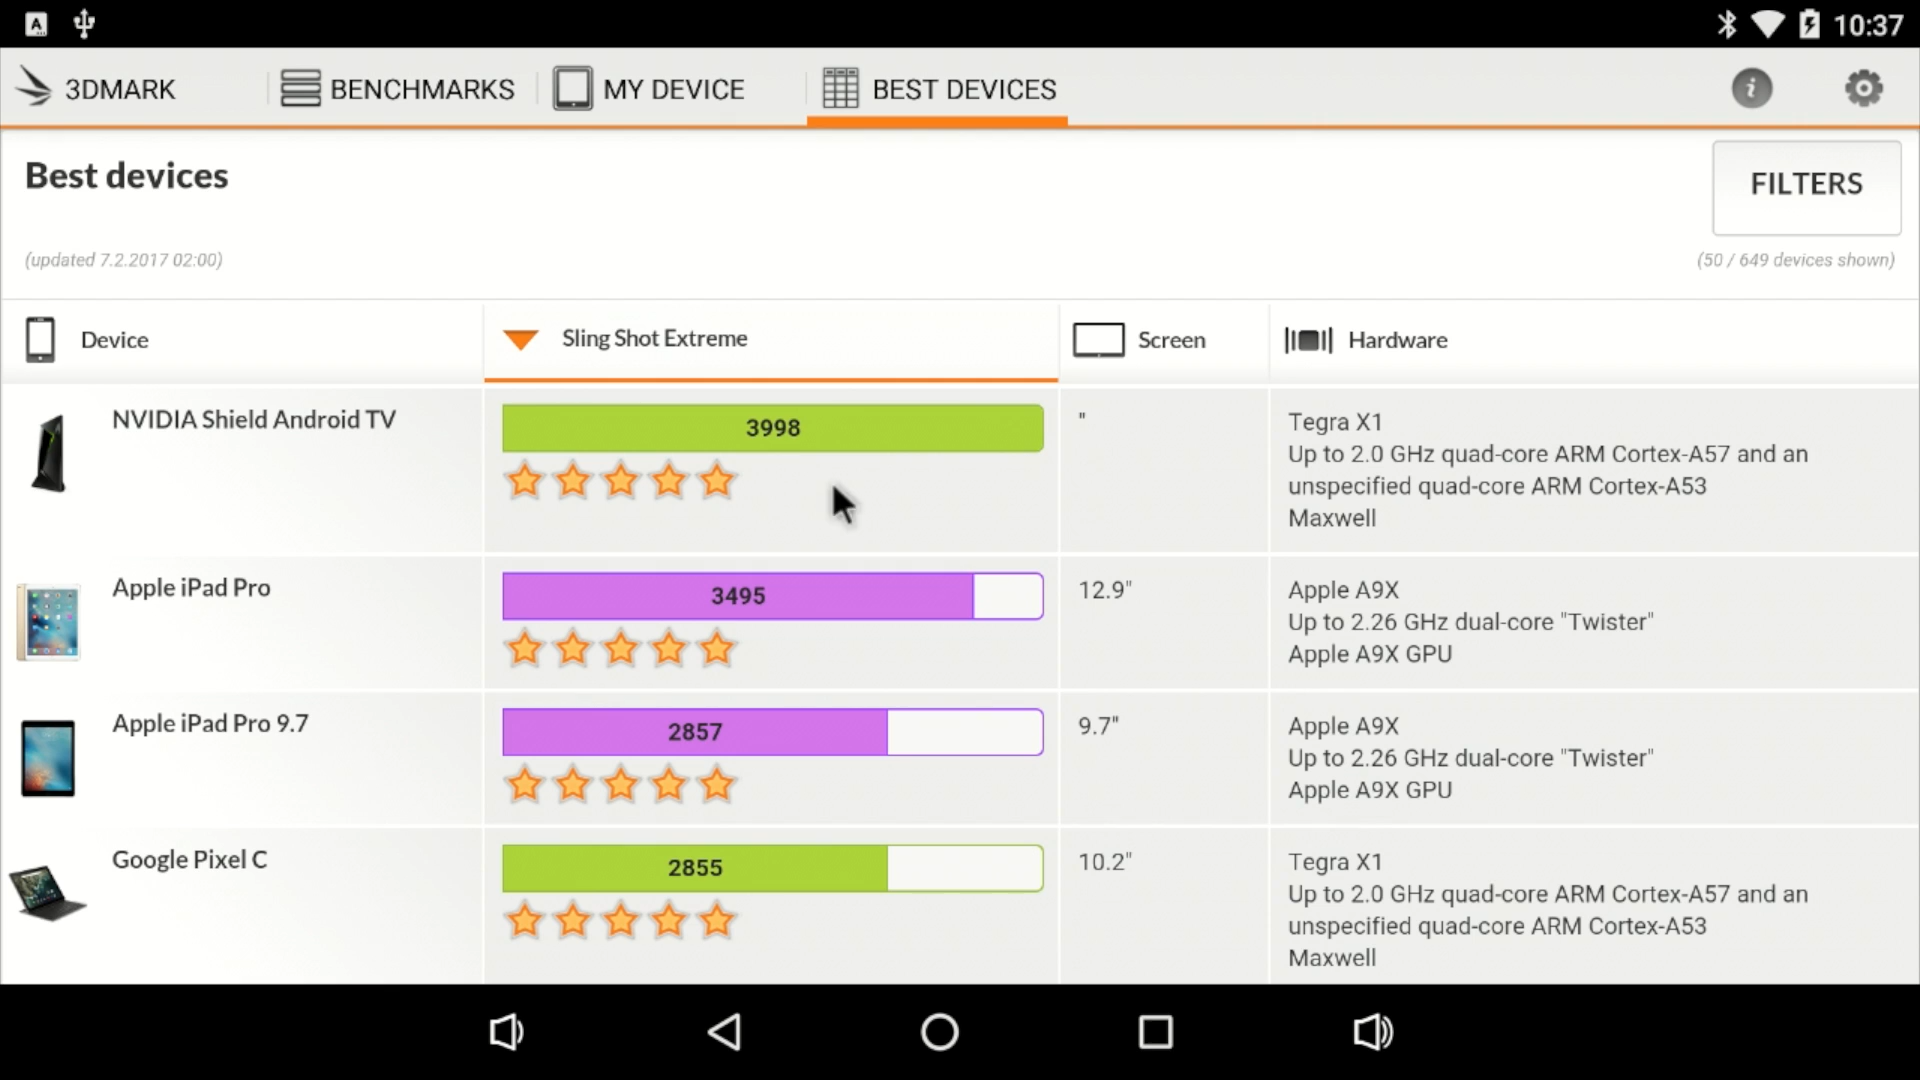 10:37
3DMARK
BENCHMARKS
MY DEVICE
BEST DEVICES
Best devices
FILTERS
(updated 7.2.2017 02:00)
(50 / 649 devices shown)
Device
Sling Shot Extreme
Screen
Hardware
NVIDIA Shield Android TV
3998
"
Tegra X1
Up to 2.0 GHz quad-core ARM Cortex-A57 and an
unspecified quad-core ARM Cortex-A53
Maxwell
Apple iPad Pro
3495
12.9"
Apple A9X
Up to 2.26 GHz dual-core "Twister"
Apple A9X GPU
Apple iPad Pro 9.7
2857
9.7"
Apple A9X
Up to 2.26 GHz dual-core "Twister"
Apple A9X GPU
Google Pixel C
2855
10.2"
Tegra X1
Up to 2.0 GHz quad-core ARM Cortex-A57 and an
unspecified quad-core ARM Cortex-A53
Maxwell